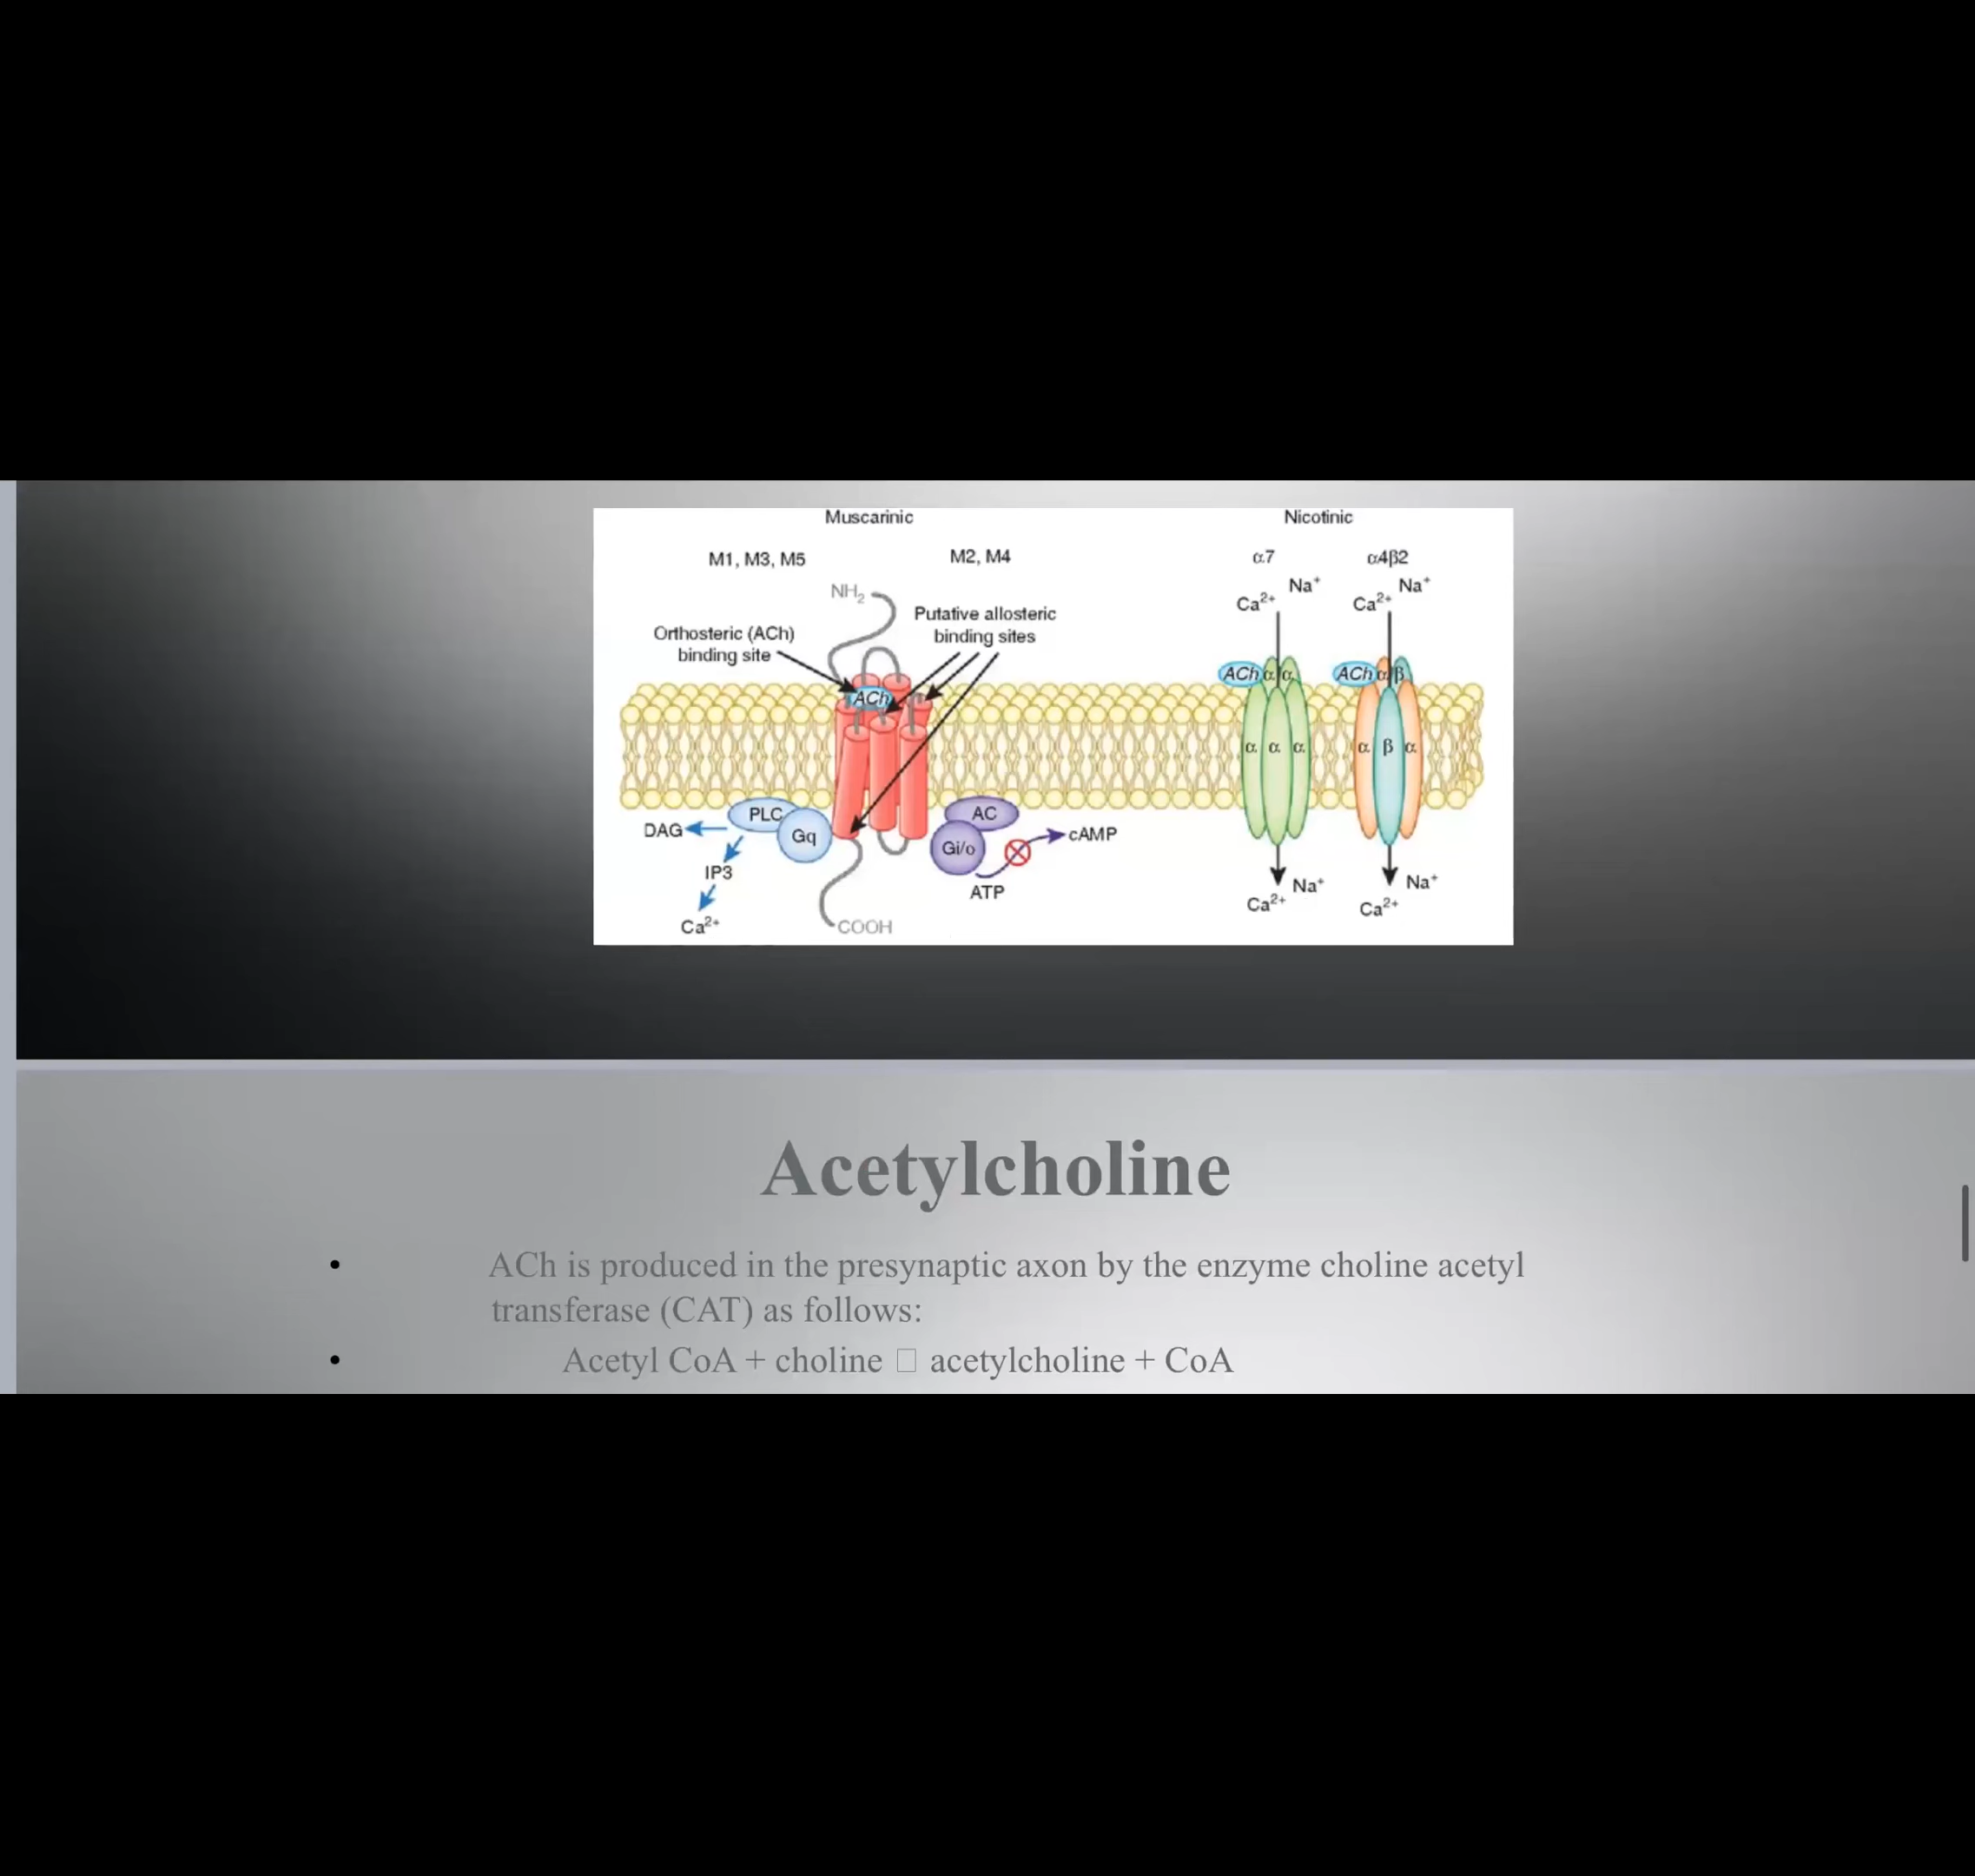 Muscarinic
Nicotinic
M1, M3, M5
M2, M4
α7
α4β2
NH₂
Ca²⁺
Na⁺
Ca²⁺
Na⁺
Orthosteric (ACh)
binding site
Putative allosteric
binding sites
ACh
ACh
α
α
ACh
α
β
α
α
α
α
β
α
DAG
PLC
Gq
AC
Gi/o
cAMP
IP3
ATP
Ca²⁺
COOH
Na⁺
Ca²⁺
Na⁺
Ca²⁺
Acetylcholine
• ACh is produced in the presynaptic axon by the enzyme choline acetyl
transferase (CAT) as follows:
• Acetyl CoA + choline □ acetylcholine + CoA